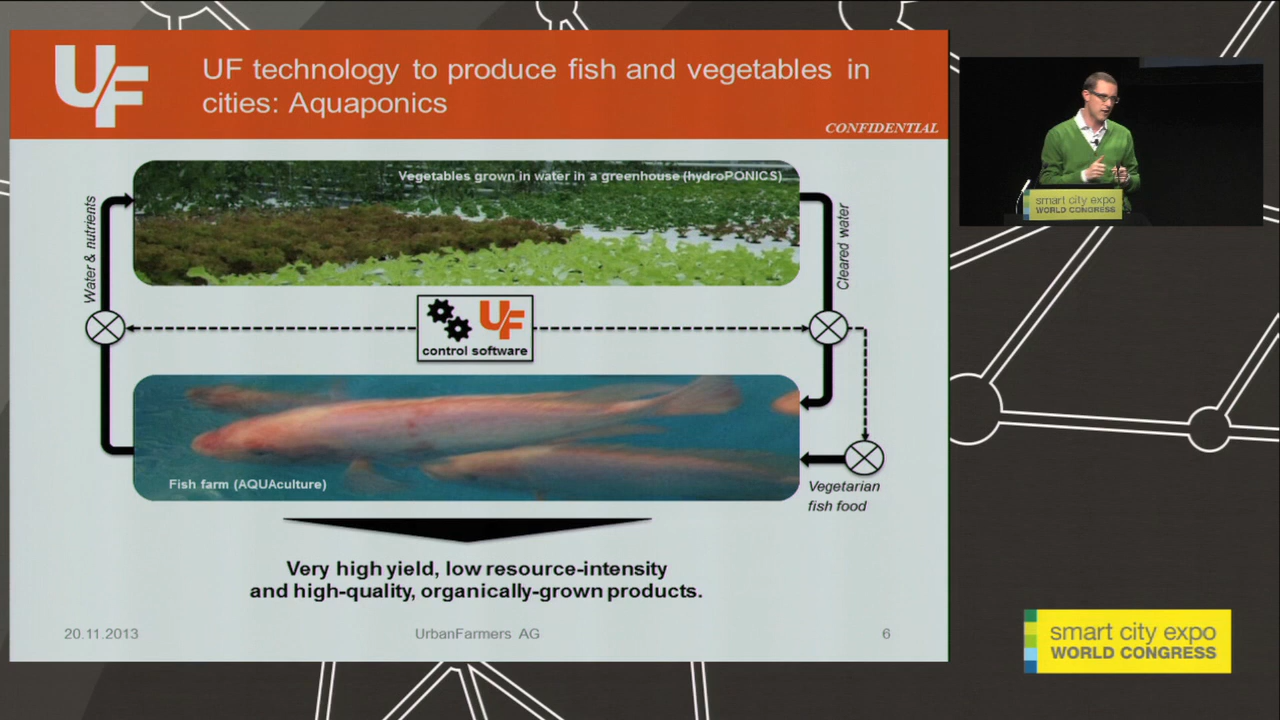 UF
UF technology to produce fish and vegetables in
cities: Aquaponics
CONFIDENTIAL
Vegetables grown in water in a greenhouse (hydroPONICS)
Water & nutrients
Cleared water
UF
control software
Fish farm (AQUAculture)
Vegetarian
fish food
Very high yield, low resource-intensity
and high-quality, organically-grown products.
20.11.2013
UrbanFarmers AG
6
smart city expo
WORLD CONGRESS
smart city expo
WORLD CONGRESS